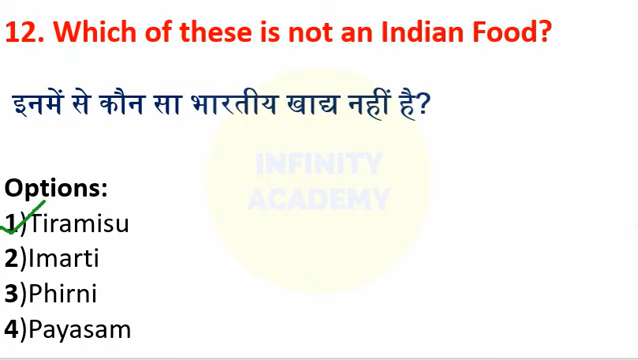 12. Which of these is not an Indian Food?
इनमें से कौन सा भारतीय खाद्य नहीं है?
INFINITY
ACADEMY
Options:
1)Tiramisu
2)Imarti
3)Phirni
4)Payasam